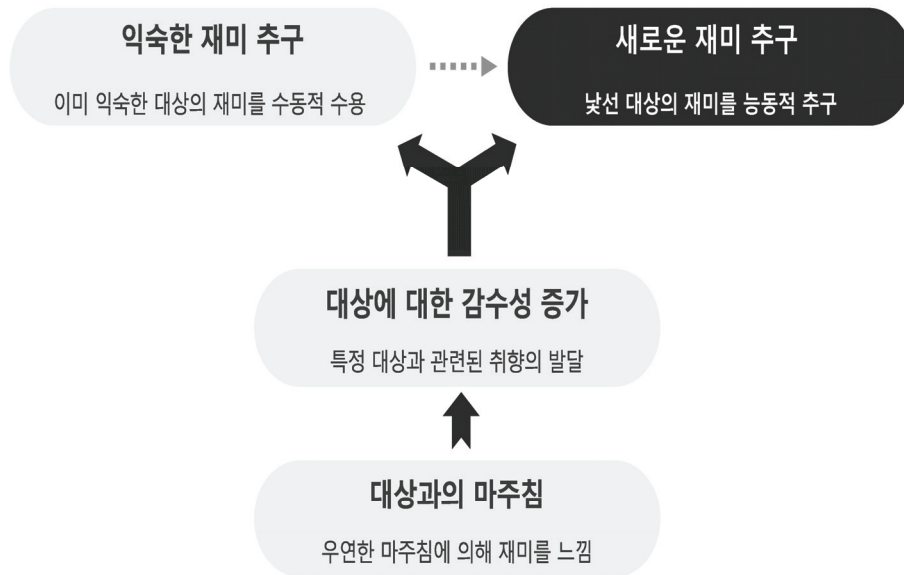 익숙한 재미 추구
이미 익숙한 대상의 재미를 수동적 수용
새로운 재미 추구
낯선 대상의 재미를 능동적 추구
대상에 대한 감수성 증가
특정 대상과 관련된 취향의 발달
대상과의 마주침
우연한 마주침에 의해 재미를 느낌